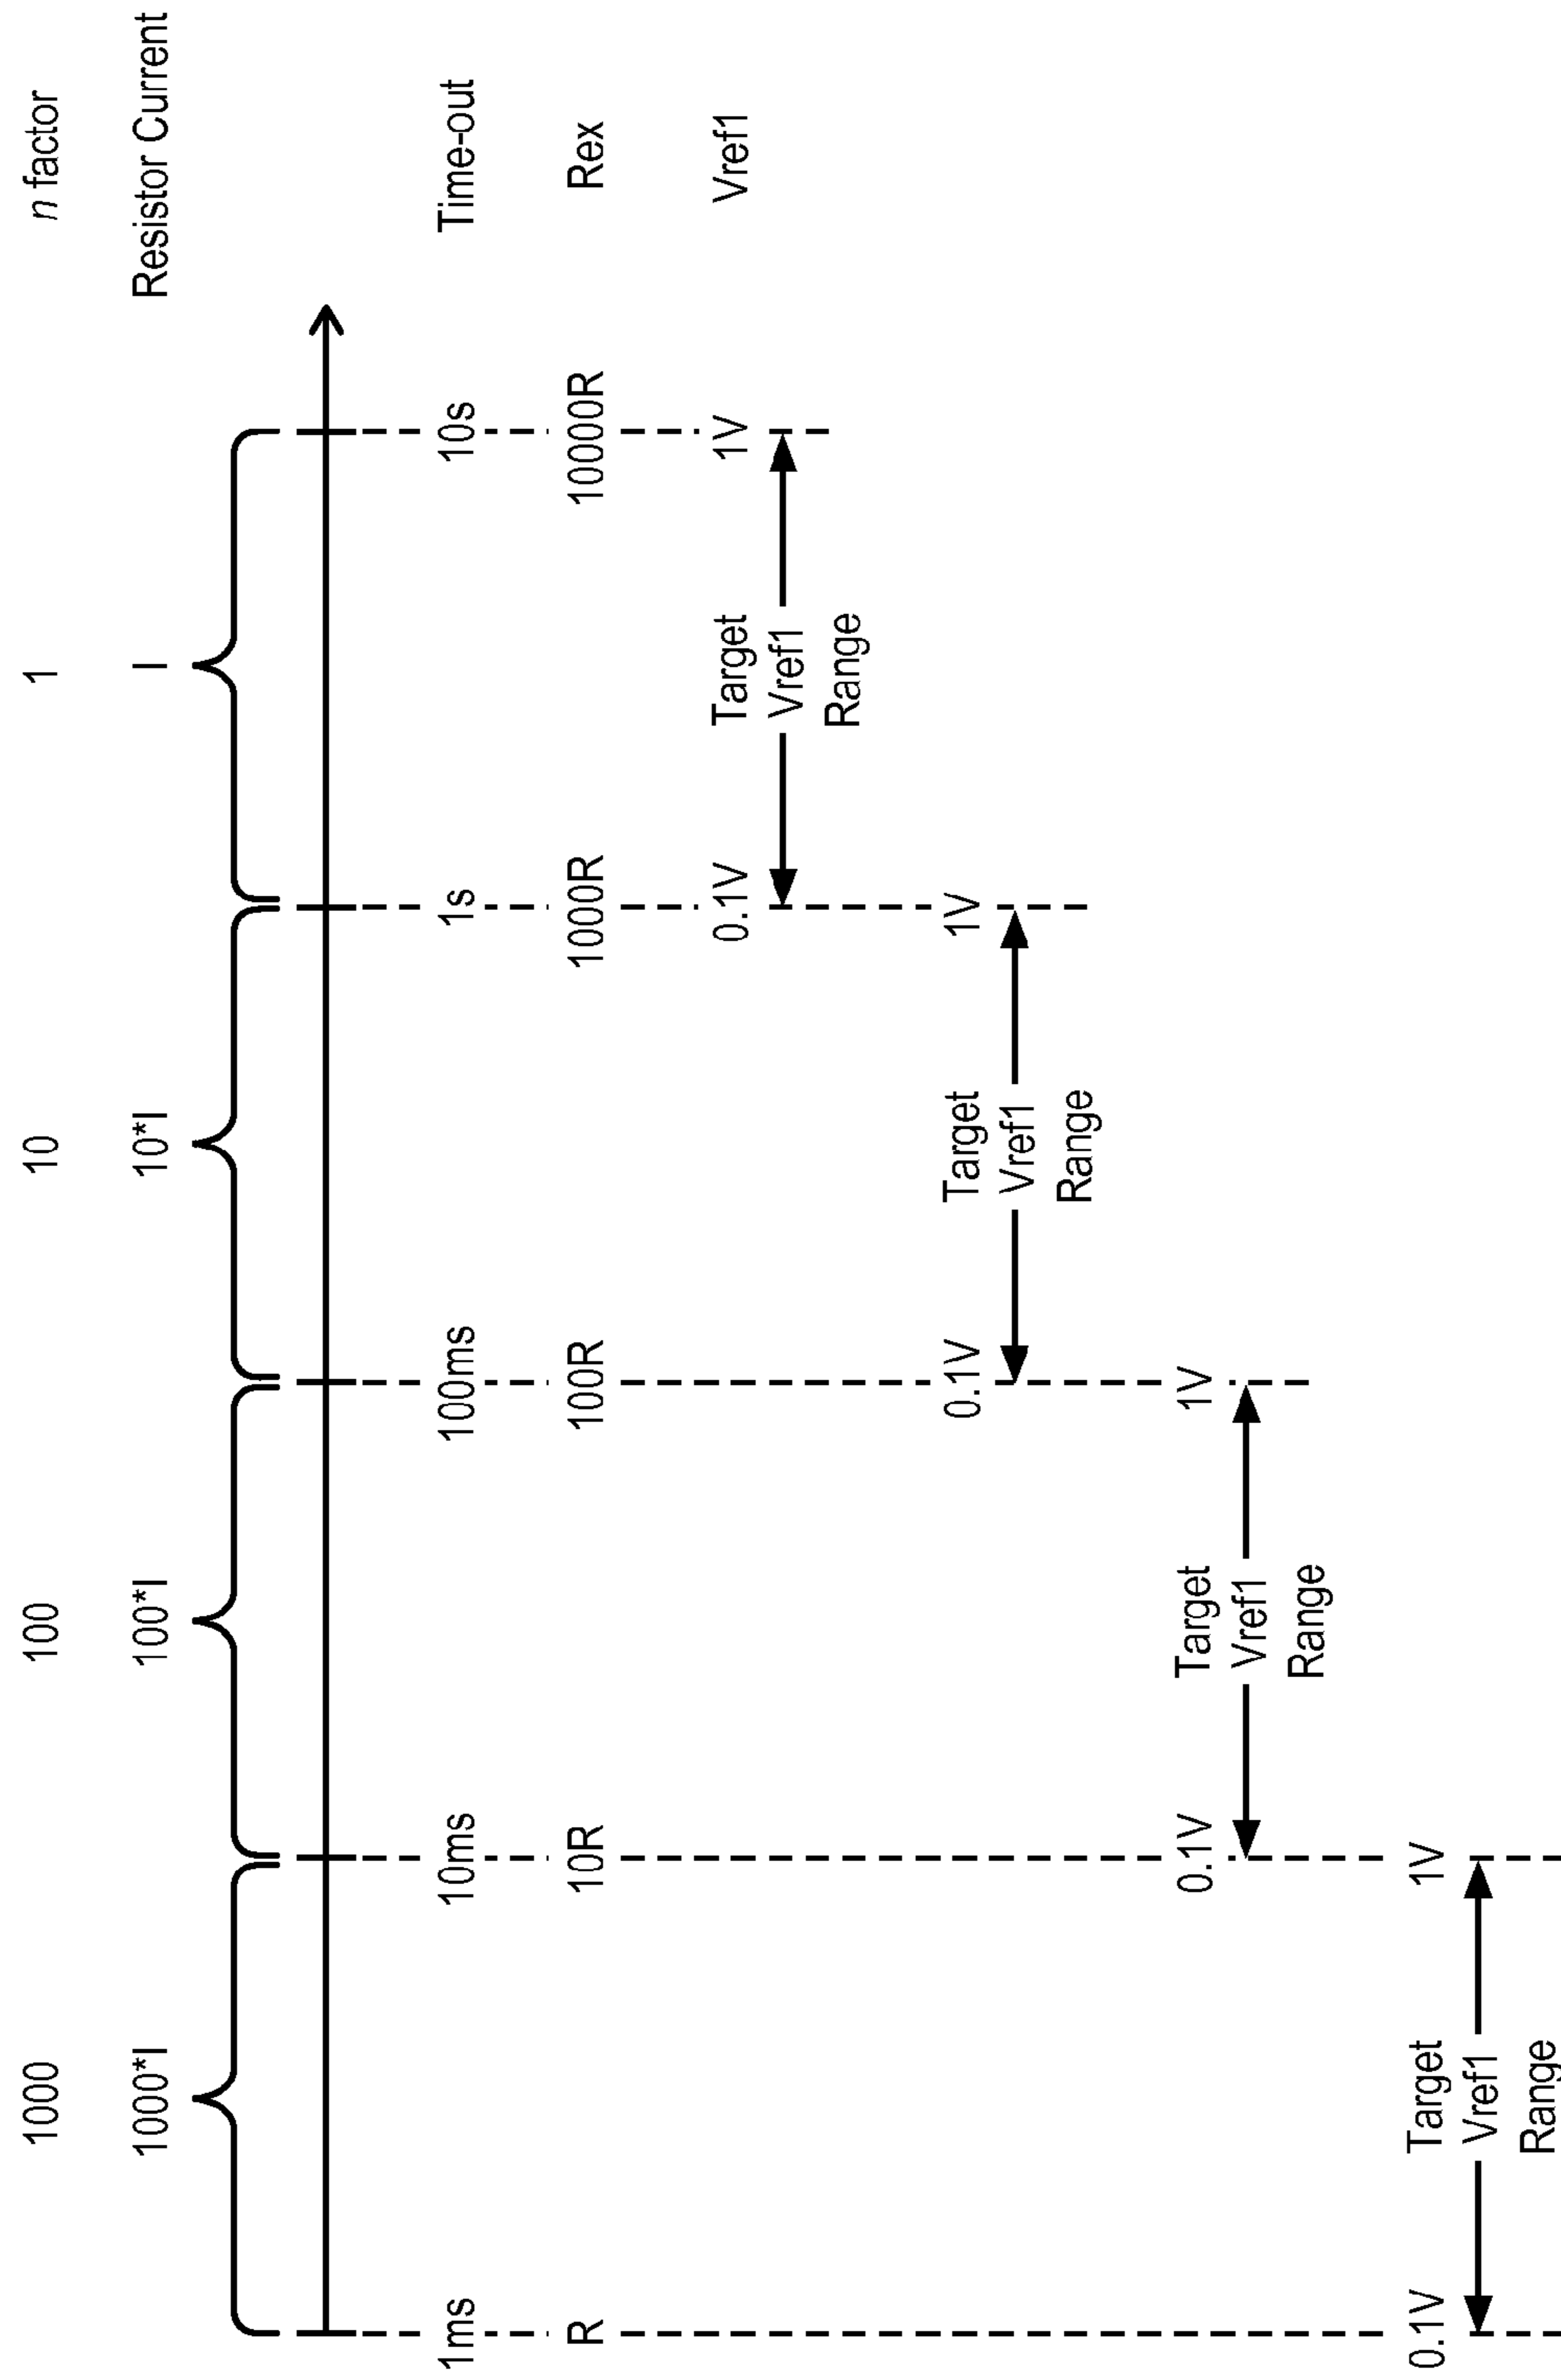 1000 100 10 1 n factor
1000*I 100*I 10*I I Resistor Current
1ms 10ms 100ms 1s 10s Time-out
R 10R 100R 1000R 10000R Rex
0.1V Target 1V Vref1
Vref1
Range
0.1V Target 1V
Vref1
Range
0.1V Target 1V
Vref1
Range
0.1V Target 1V
Vref1
Range